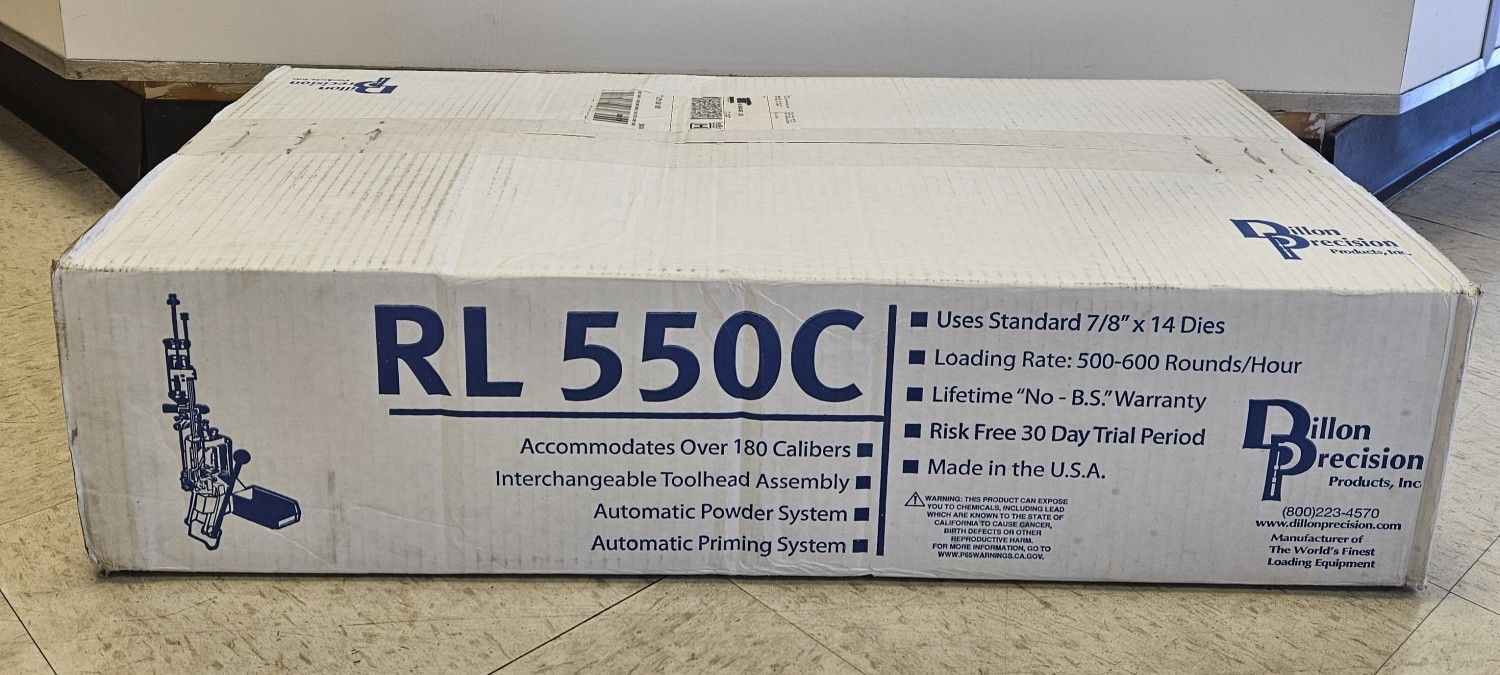 Dillon
Precision
Products, Inc.
Dillon
Precision
Products, Inc.
RL 550C
Accommodates Over 180 Calibers
Interchangeable Toolhead Assembly
Automatic Powder System
Automatic Priming System
Uses Standard 7/8" x 14 Dies
Loading Rate: 500-600 Rounds/Hour
Lifetime "No - B.S." Warranty
Risk Free 30 Day Trial Period
Made in the U.S.A.
WARNING: THIS PRODUCT CAN EXPOSE
YOU TO CHEMICALS, INCLUDING LEAD
WHICH ARE KNOWN TO THE STATE OF
CALIFORNIA TO CAUSE CANCER,
BIRTH DEFECTS OR OTHER
REPRODUCTIVE HARM.
FOR MORE INFORMATION, GO TO
WWW.P65WARNINGS.CA.GOV.
Dillon
Precision
Products, Inc
(800)223-4570
www.dillonprecision.com
Manufacturer of
The World's Finest
Loading Equipment